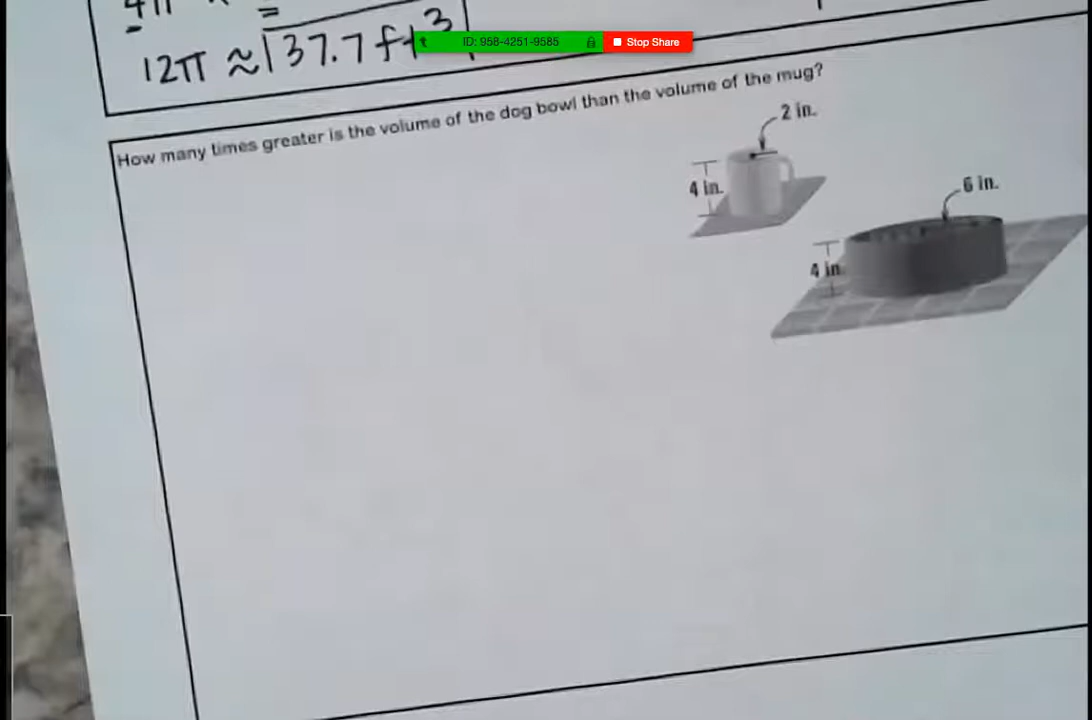 4π
=
12π ≈ 37.7 ft3
ID: 958-4251-9585
Stop Share
How many times greater is the volume of the dog bowl than the volume of the mug?
2 in.
4 in.
6 in.
4 in.